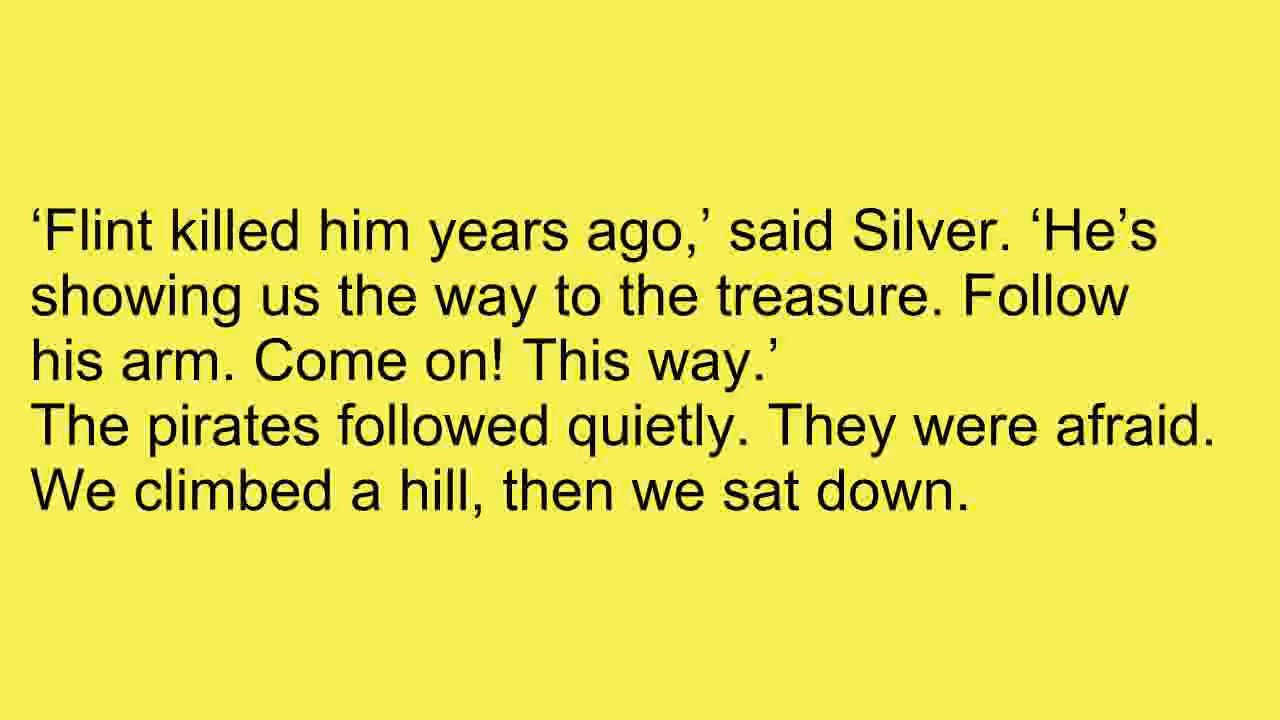 ‘Flint killed him years ago,’ said Silver. ‘He’s
showing us the way to the treasure. Follow
his arm. Come on! This way.’
The pirates followed quietly. They were afraid.
We climbed a hill, then we sat down.